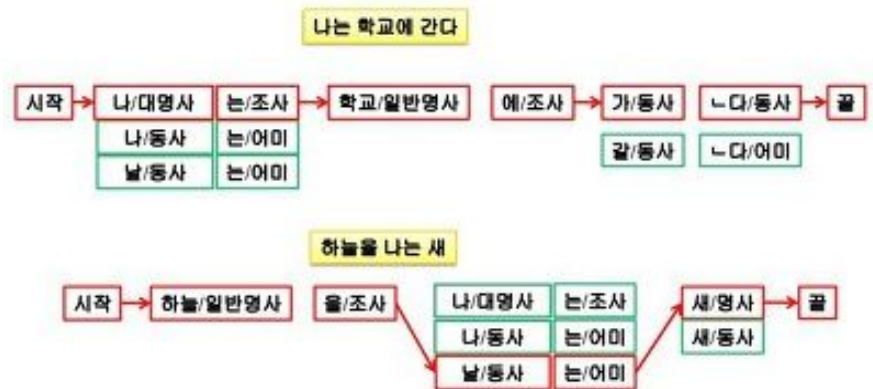 나는 학교에 간다
시작 나/대명사 는/조사 학교/일반명사 에/조사 가/동사 ㄴ다/동사 끝
나/동사 는/어미 갈/동사 ㄴ다/어미
날/동사 는/어미
하늘을 나는 새
시작 하늘/일반명사 을/조사 나/대명사 는/조사 새/명사 끝
나/동사 는/어미 새/동사
날/동사 는/어미